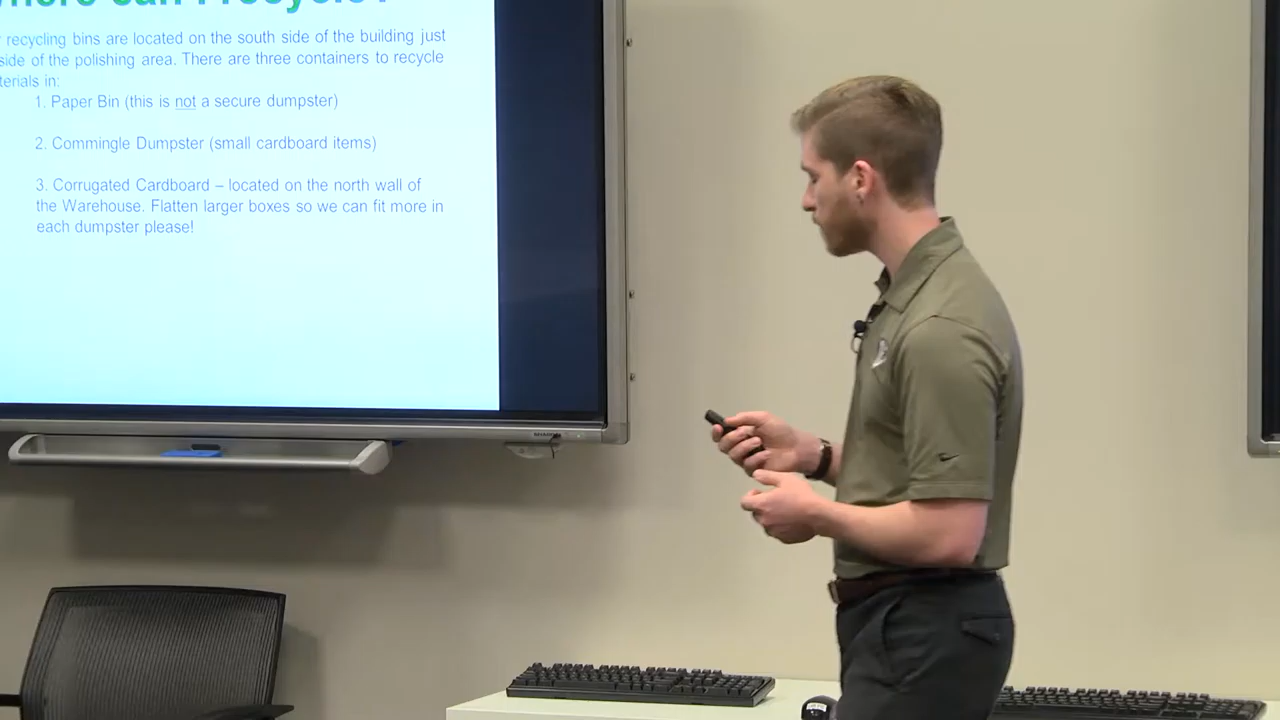 recycling bins are located on the south side of the building just
of the polishing area. There are three containers to recycle
in:
1. Paper Bin (this is not a secure dumpster)
2. Commingle Dumpster (small cardboard items)
3. Corrugated Cardboard – located on the north wall of
the Warehouse. Flatten larger boxes so we can fit more in
each dumpster please!